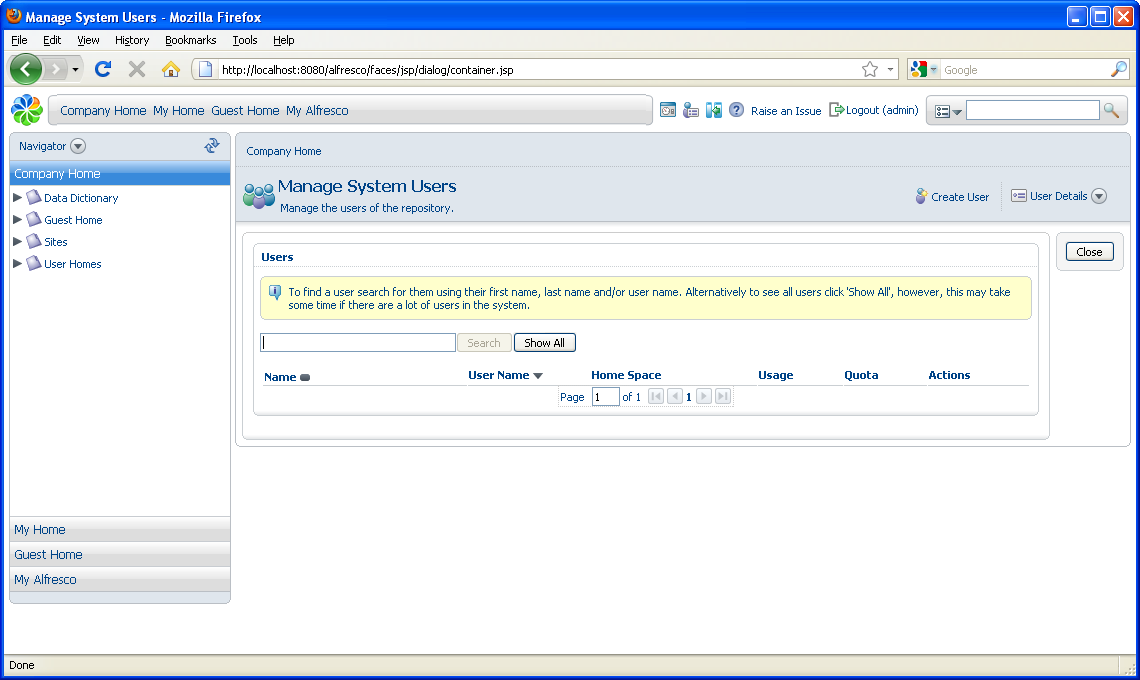 Manage System Users - Mozilla Firefox
File Edit View History Bookmarks Tools Help
http://localhost:8080/alfresco/faces/jsp/dialog/container.jsp
Google
Company Home My Home Guest Home My Alfresco
Raise an Issue
Logout (admin)
Navigator
Company Home
Data Dictionary
Guest Home
Sites
User Homes
My Home
Guest Home
My Alfresco
Company Home
Manage System Users
Manage the users of the repository.
Create User
User Details
Close
Users
To find a user search for them using their first name, last name and/or user name. Alternatively to see all users click 'Show All', however, this may take
some time if there are a lot of users in the system.
Search
Show All
Name User Name Home Space Usage Quota Actions
Page 1 of 1 1
Done